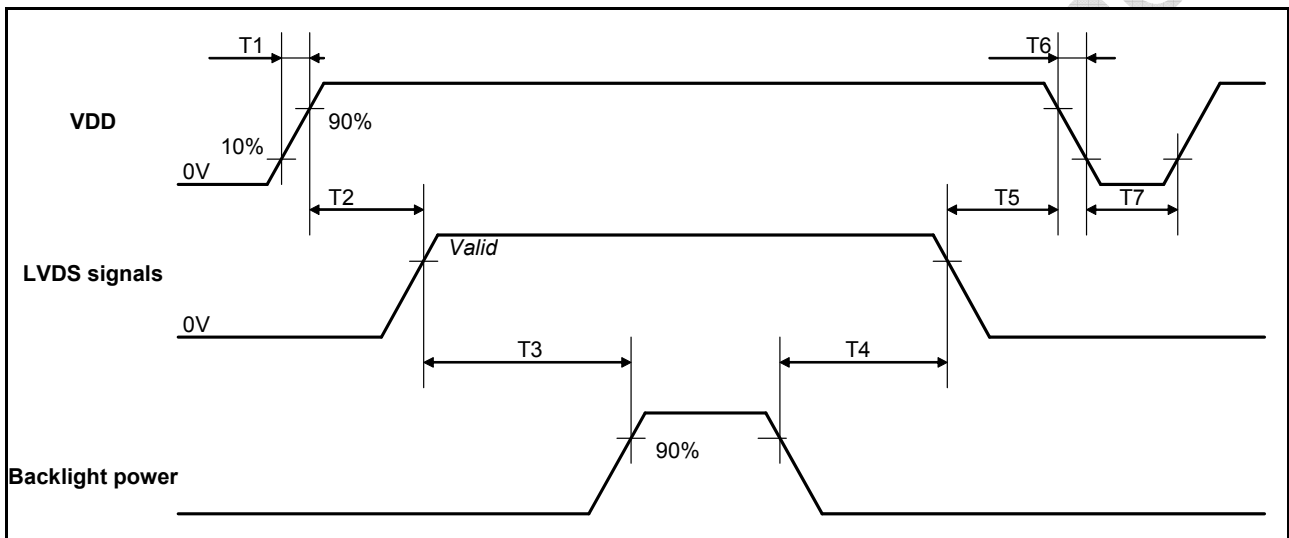 T1
T6
VDD
90%
10%
0V
T2
T5
T7
Valid
LVDS signals
0V
T3
T4
90%
Backlight power